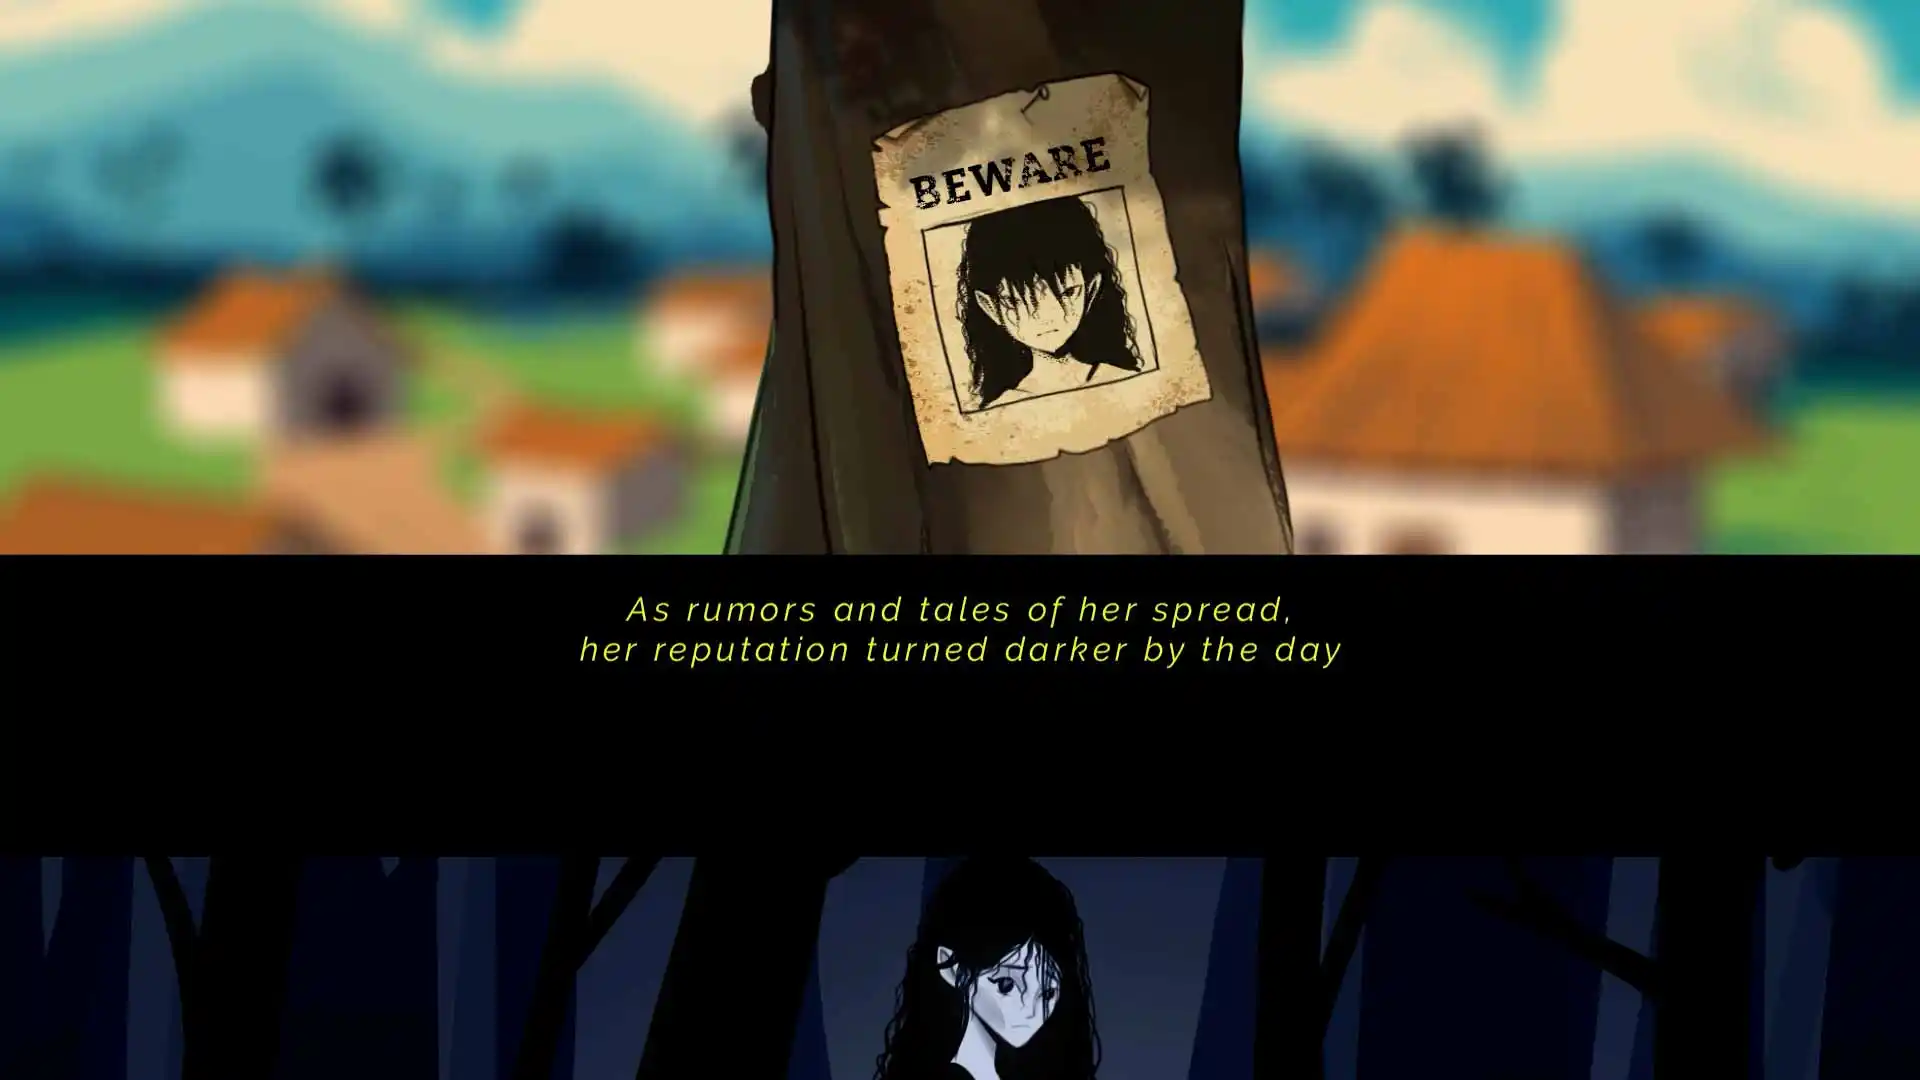 BEWARE
As rumors and tales of her spread,
her reputation turned darker by the day